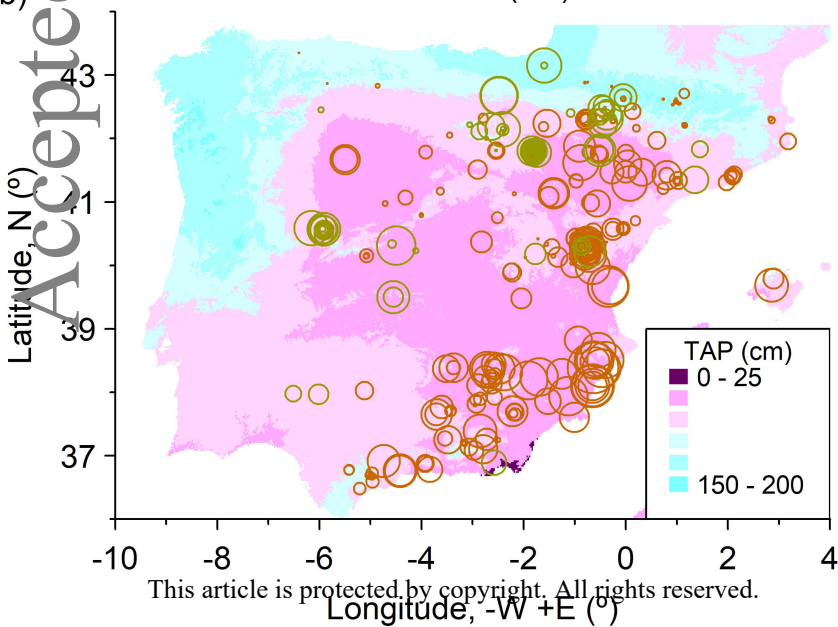 b)
Accepte
43
41
39
37
Latitude, N (º)
TAP (cm)
0 - 25
150 - 200
-10 -8 -6 -4 -2 0 2 4
This article is protected by copyright. All rights reserved.
Longitude, -W +E (º)